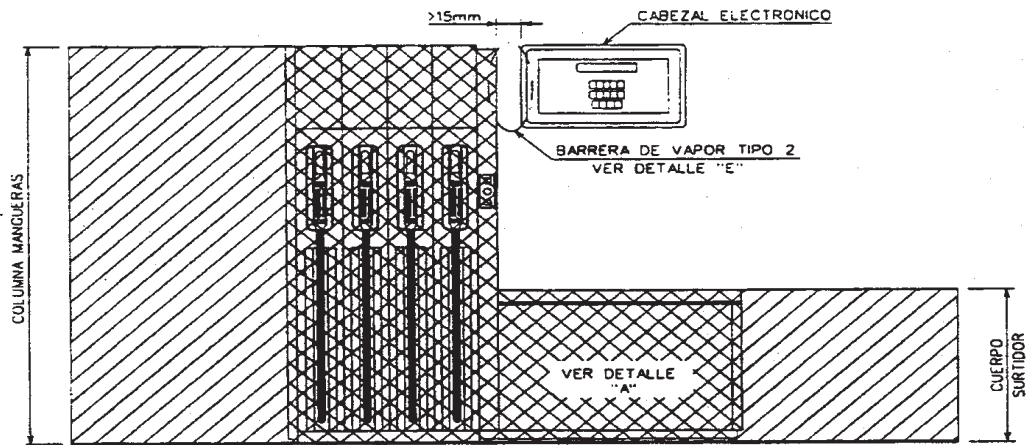 >15mm
CABEZAL ELECTRONICO
BARRERA DE VAPOR TIPO 2
VER DETALLE "E"
COLUMNA MANGUERAS
VER DETALLE
"A"
CUERPO
SURTIDOR